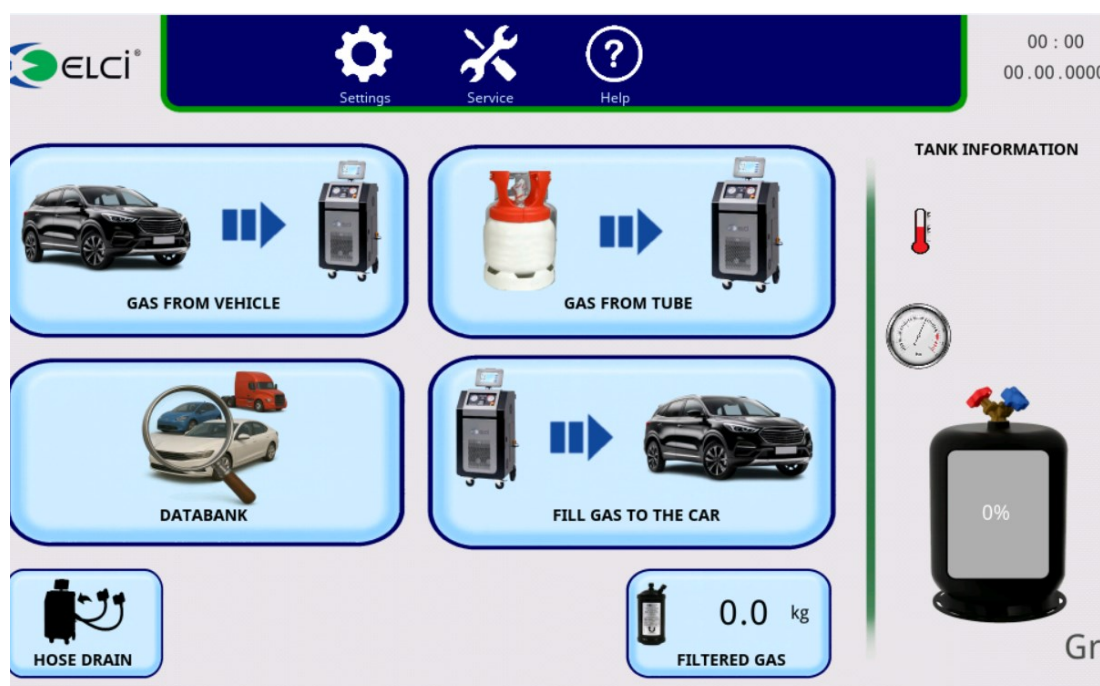 ELCi®
Settings
Service
Help
00 : 00
00.00.0000
TANK INFORMATION
GAS FROM VEHICLE
GAS FROM TUBE
DATABANK
FILL GAS TO THE CAR
0%
HOSE DRAIN
0.0 kg
FILTERED GAS
Gr